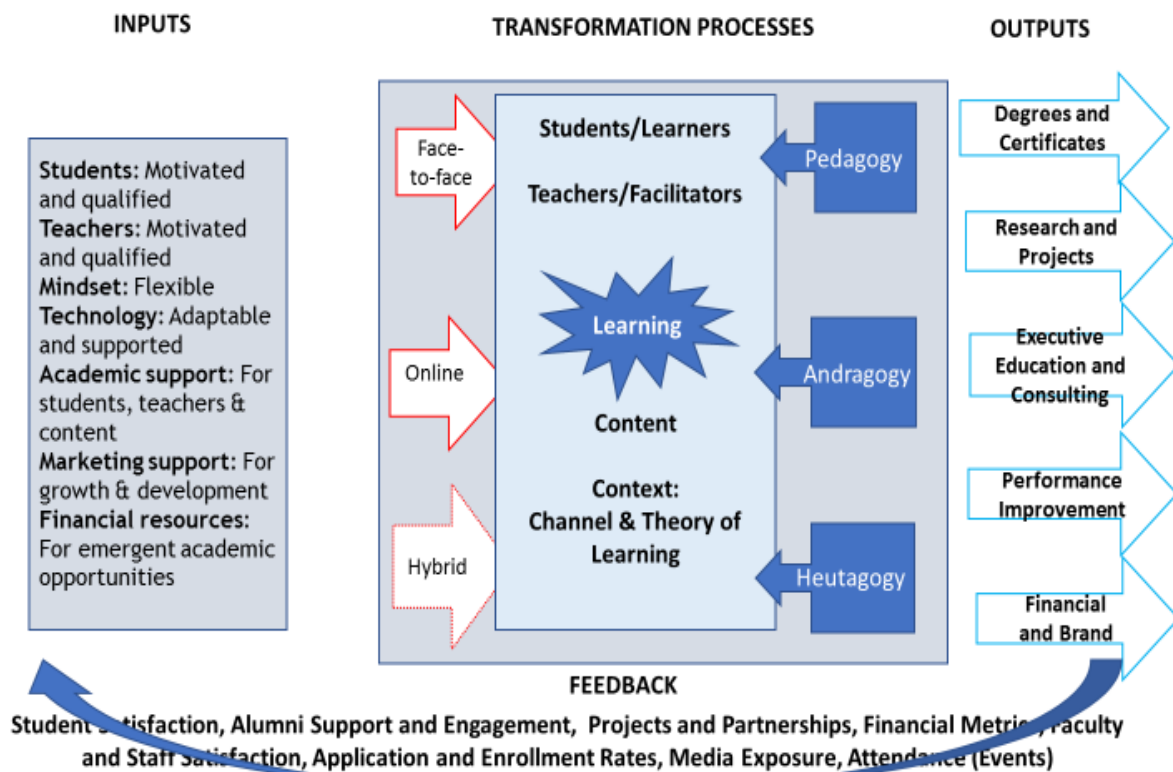 INPUTS
TRANSFORMATION PROCESSES
OUTPUTS
Students: Motivated
and qualified
Teachers: Motivated
and qualified
Mindset: Flexible
Technology: Adaptable
and supported
Academic support: For
students, teachers &
content
Marketing support: For
growth & development
Financial resources:
For emergent academic
opportunities
Face-
to-face
Online
Hybrid
Students/Learners
Teachers/Facilitators
Learning
Content
Context:
Channel & Theory of
Learning
Pedagogy
Andragogy
Heutagogy
Degrees and
Certificates
Research and
Projects
Executive
Education and
Consulting
Performance
Improvement
Financial
and Brand
FEEDBACK
Student Satisfaction, Alumni Support and Engagement, Projects and Partnerships, Financial Metrics, Faculty
and Staff Satisfaction, Application and Enrollment Rates, Media Exposure, Attendance (Events)